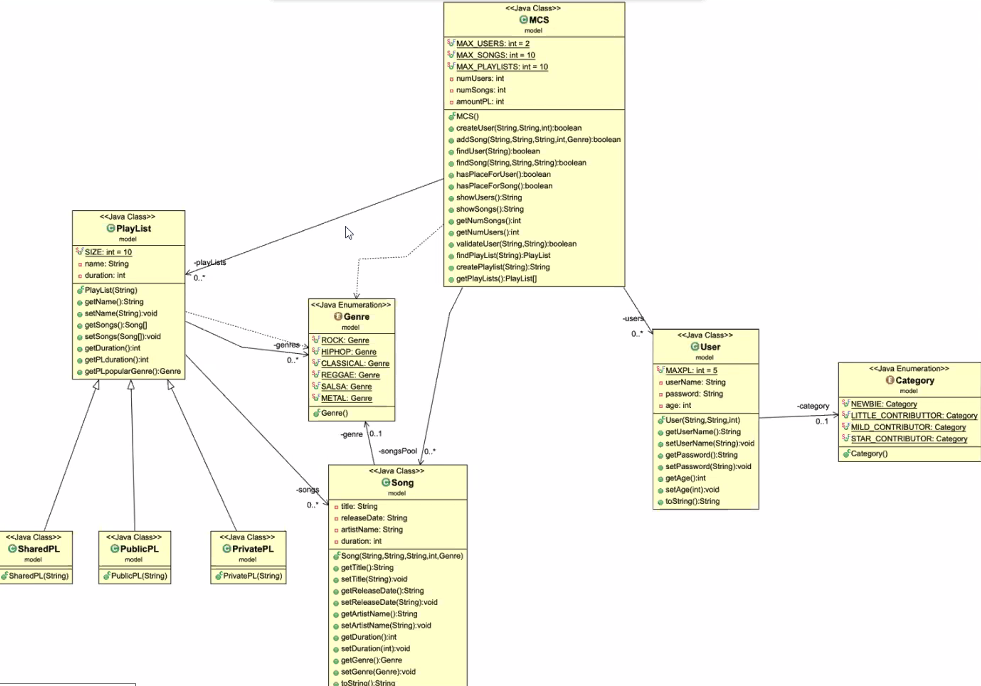 <<Java Class>>
MCS
model
MAX_USERS: int = 2
MAX_SONGS: int = 10
MAX_PLAYLISTS: int = 10
numUsers: int
numSongs: int
amountPL: int
MCS()
createUser(String,String,int):boolean
addSong(String,String,String,int,Genre):boolean
findUser(String):boolean
findSong(String,String,String):boolean
hasPlaceForUser():boolean
hasPlaceForSong():boolean
showUsers():String
showSongs():String
getNumSongs():int
getNumUsers():int
validateUser(String,String):boolean
findPlayList(String):PlayList
createPlaylist(String):String
getPlayLists():PlayList[]
<<Java Class>>
PlayList
model
SIZE: int = 10
name: String
duration: int
PlayList(String)
getName():String
setName(String):void
getSongs():Song[]
setSongs(Song[]):void
getDuration():int
getPLduration():int
getPLpopularGenre():Genre
-playLists
0..*
<<Java Enumeration>>
Genre
model
ROCK: Genre
HIPHOP: Genre
CLASSICAL: Genre
REGGAE: Genre
SALSA: Genre
METAL: Genre
Genre()
-genres
0..*
-users
0..*
<<Java Class>>
User
model
MAXPL: int = 5
userName: String
password: String
age: int
User(String,String,int)
getUserName():String
setUserName(String):void
getPassword():String
setPassword(String):void
getAge():int
setAge(int):void
toString():String
-category
0..1
<<Java Enumeration>>
Category
model
NEWBIE: Category
LITTLE_CONTRIBUTTOR: Category
MILD_CONTRIBUTOR: Category
STAR_CONTRIBUTOR: Category
Category()
-genre
0..1
-songsPool
0..*
-songs
0..*
<<Java Class>>
Song
model
title: String
releaseDate: String
artistName: String
duration: int
Song(String,String,String,int,Genre)
getTitle():String
setTitle(String):void
getReleaseDate():String
setReleaseDate(String):void
getArtistName():String
setArtistName(String):void
getDuration():int
setDuration(int):void
getGenre():Genre
setGenre(Genre):void
toString():String
<<Java Class>>
SharedPL
model
SharedPL(String)
<<Java Class>>
PublicPL
model
PublicPL(String)
<<Java Class>>
PrivatePL
model
PrivatePL(String)